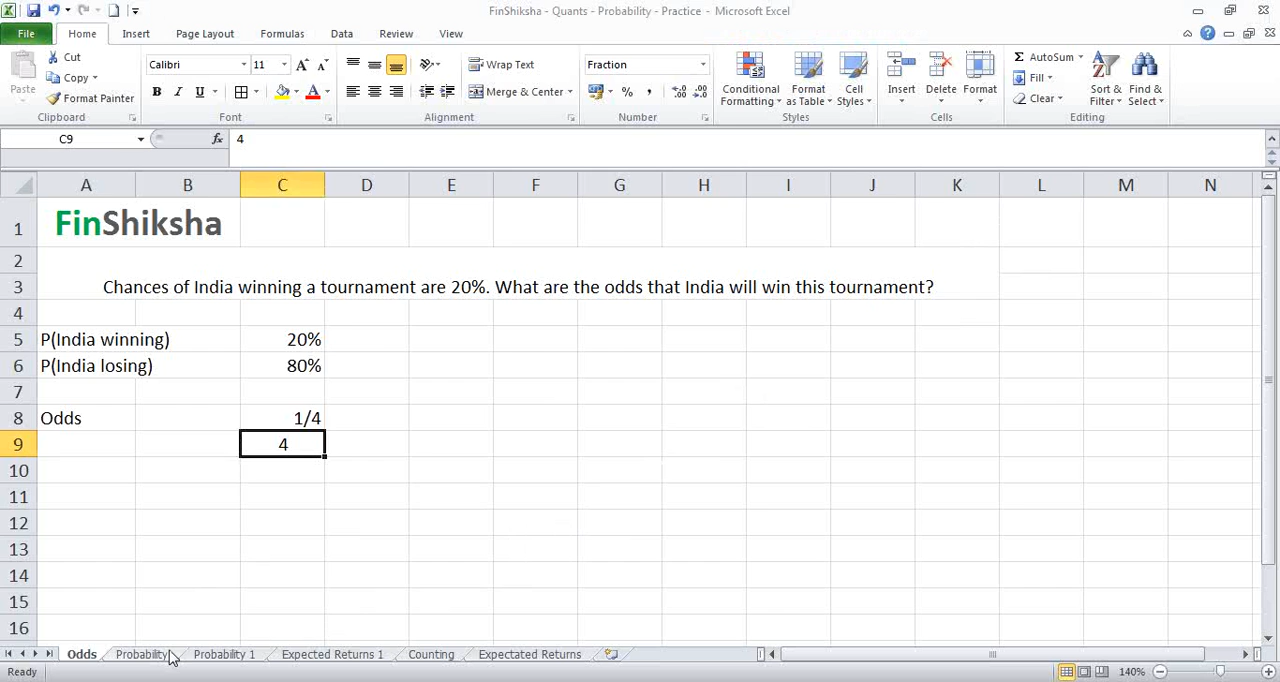 FinShiksha - Quants - Probability - Practice - Microsoft Excel
File Home Insert Page Layout Formulas Data Review View
Paste
Cut
Copy
Format Painter
Clipboard
Calibri 11
B I U
Font
Wrap Text
Merge & Center
Alignment
Fraction
% ,
Number
Conditional Formatting
Format as Table
Cell Styles
Styles
Insert Delete Format
Cells
AutoSum
Fill
Clear
Sort & Filter
Find & Select
Editing
C9 fx 4
A B C D E F G H I J K L M N
1 FinShiksha
2
3 Chances of India winning a tournament are 20%. What are the odds that India will win this tournament?
4
5 P(India winning) 20%
6 P(India losing) 80%
7
8 Odds 1/4
9 4
10
11
12
13
14
15
16
Odds Probability Probability 1 Expected Returns 1 Counting Expectated Returns
Ready 140%